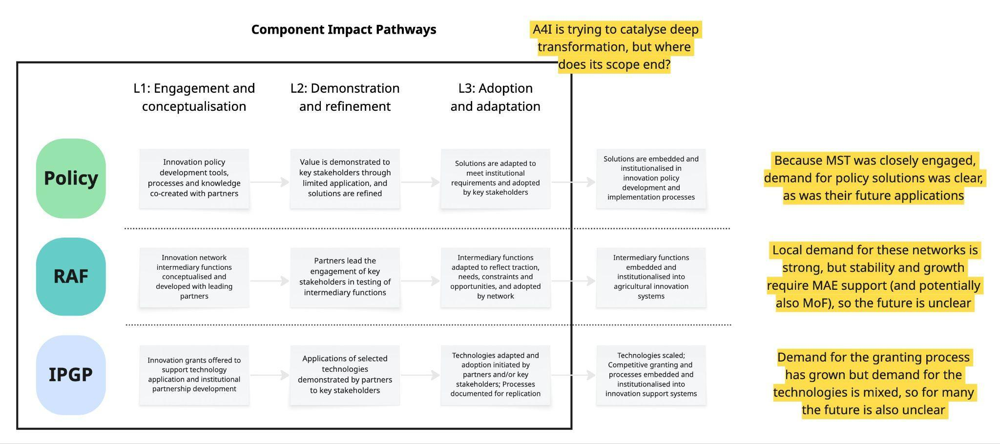 Component Impact Pathways
A4I is trying to catalyse deep
transformation, but where
does its scope end?
L1: Engagement and
conceptualisation
L2: Demonstration
and refinement
L3: Adoption
and adaptation
Policy
Innovation policy
development tools,
processes and knowledge
co-created with partners
Value is demonstrated to
key stakeholders through
limited application, and
solutions are refined
Solutions are adapted to
meet institutional
requirements and adopted
by key stakeholders
Solutions are embedded and
institutionalised in
innovation policy
development and
implementation processes
Because MST was closely engaged,
demand for policy solutions was clear,
as was their future applications
RAF
Innovation network
intermediary functions
conceptualised and
developed with leading
partners
Partners lead the
engagement of key
stakeholders in testing of
intermediary functions
Intermediary functions
adapted to reflect traction,
needs, constraints and
opportunities, and adopted
by network
Intermediary functions
embedded and
institutionalised into
agricultural innovation
systems
Local demand for these networks is
strong, but stability and growth
require MAE support (and potentially
also MoF), so the future is unclear
IPGP
Innovation grants offered to
support technology
application and institutional
partnership development
Applications of selected
technologies
demonstrated by partners
to key stakeholders
Technologies adapted and
adoption initiated by
partners and/or key
stakeholders; Processes
documented for replication
Technologies scaled;
Competitive granting and
processes embedded and
institutionalised into
innovation support systems
Demand for the granting process
has grown but demand for the
technologies is mixed, so for many
the future is also unclear